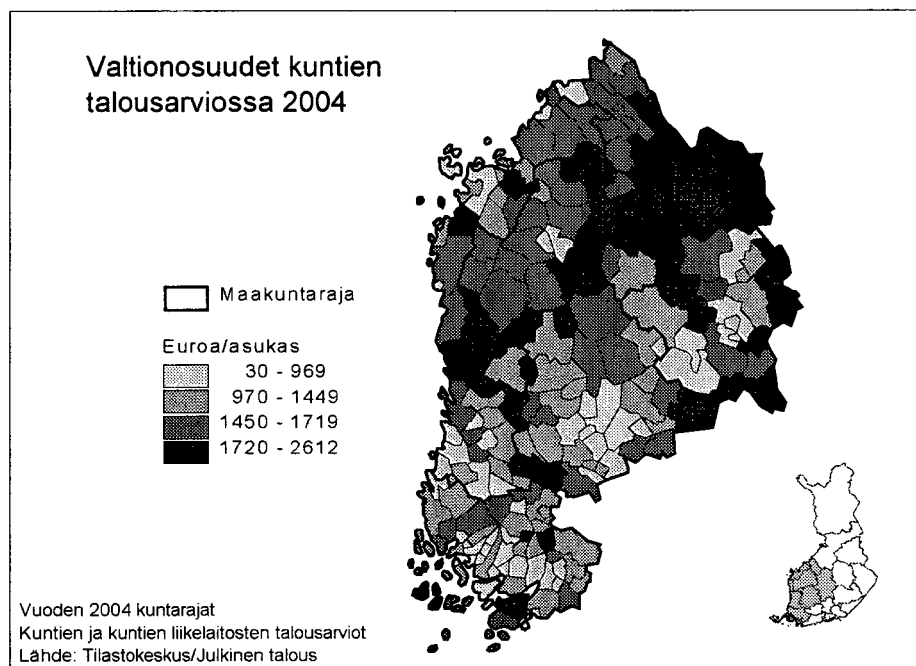 Valtionosuudet kuntien
talousarviossa 2004
Maakuntaraja
Euroa/asukas
30 - 969
970 - 1449
1450 - 1719
1720 - 2612
Vuoden 2004 kuntarajat
Kuntien ja kuntien liikelaitosten talousarviot
Lähde: Tilastokeskus/Julkinen talous